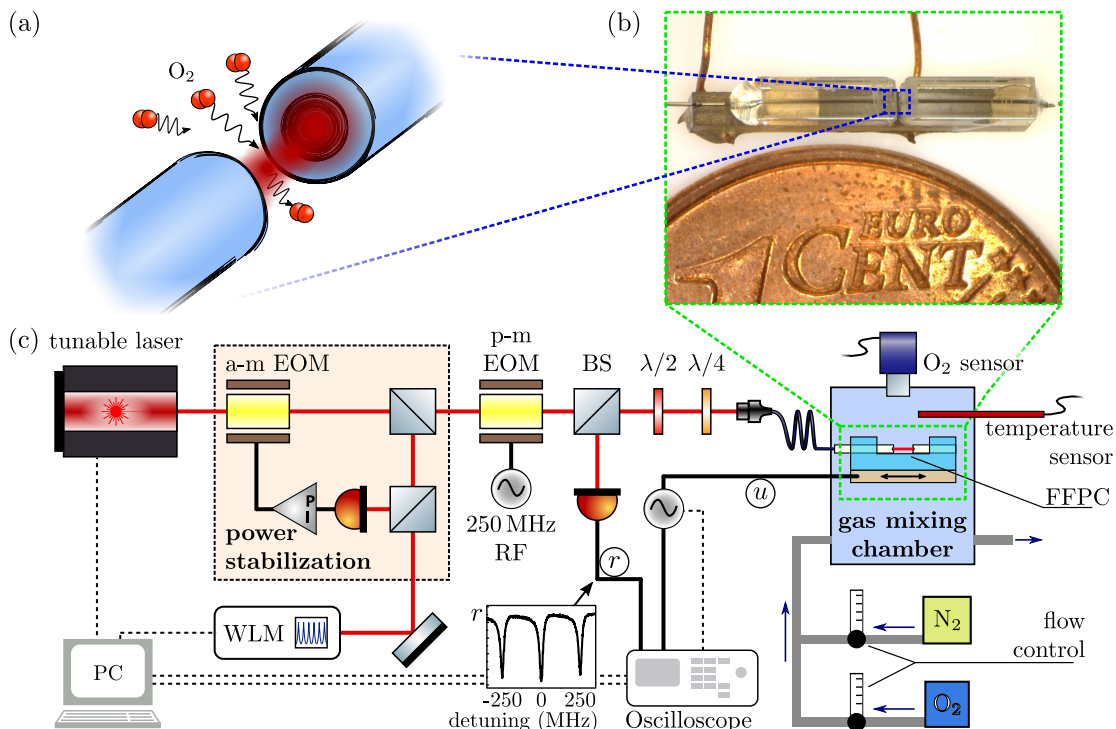 (a)
O₂
(b)
EURO
CENT
(c)
tunable laser
a-m EOM
P
I
power
stabilization
p-m
EOM
250 MHz
RF
BS
λ/2
λ/4
O₂ sensor
temperature
sensor
FFPC
gas mixing
chamber
u
r
WLM
PC
r
-250
0
250
detuning (MHz)
Oscilloscope
N₂
O₂
flow
control